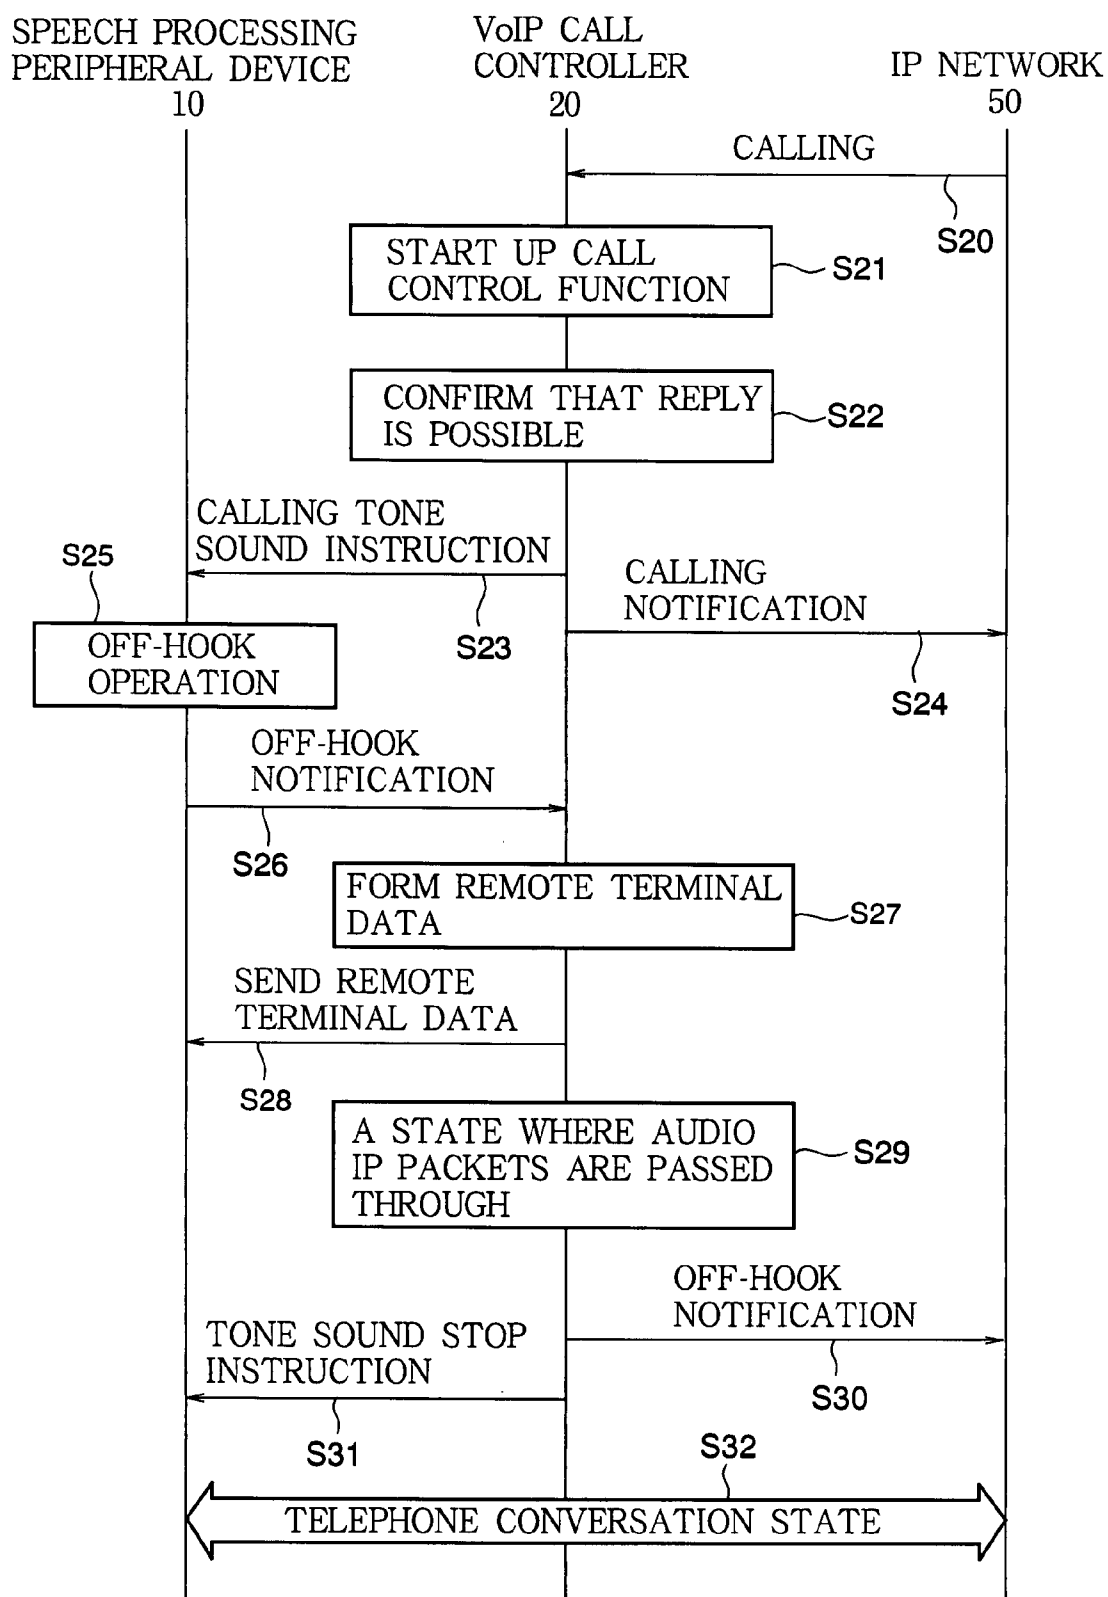 SPEECH PROCESSING
PERIPHERAL DEVICE
10
VoIP CALL
CONTROLLER
20
IP NETWORK
50
CALLING
S20
START UP CALL
CONTROL FUNCTION
S21
CONFIRM THAT REPLY
IS POSSIBLE
S22
CALLING TONE
SOUND INSTRUCTION
S23
CALLING
NOTIFICATION
S24
S25
OFF-HOOK
OPERATION
OFF-HOOK
NOTIFICATION
S26
FORM REMOTE TERMINAL
DATA
S27
SEND REMOTE
TERMINAL DATA
S28
A STATE WHERE AUDIO
IP PACKETS ARE PASSED
THROUGH
S29
OFF-HOOK
NOTIFICATION
S30
TONE SOUND STOP
INSTRUCTION
S31
S32
TELEPHONE CONVERSATION STATE